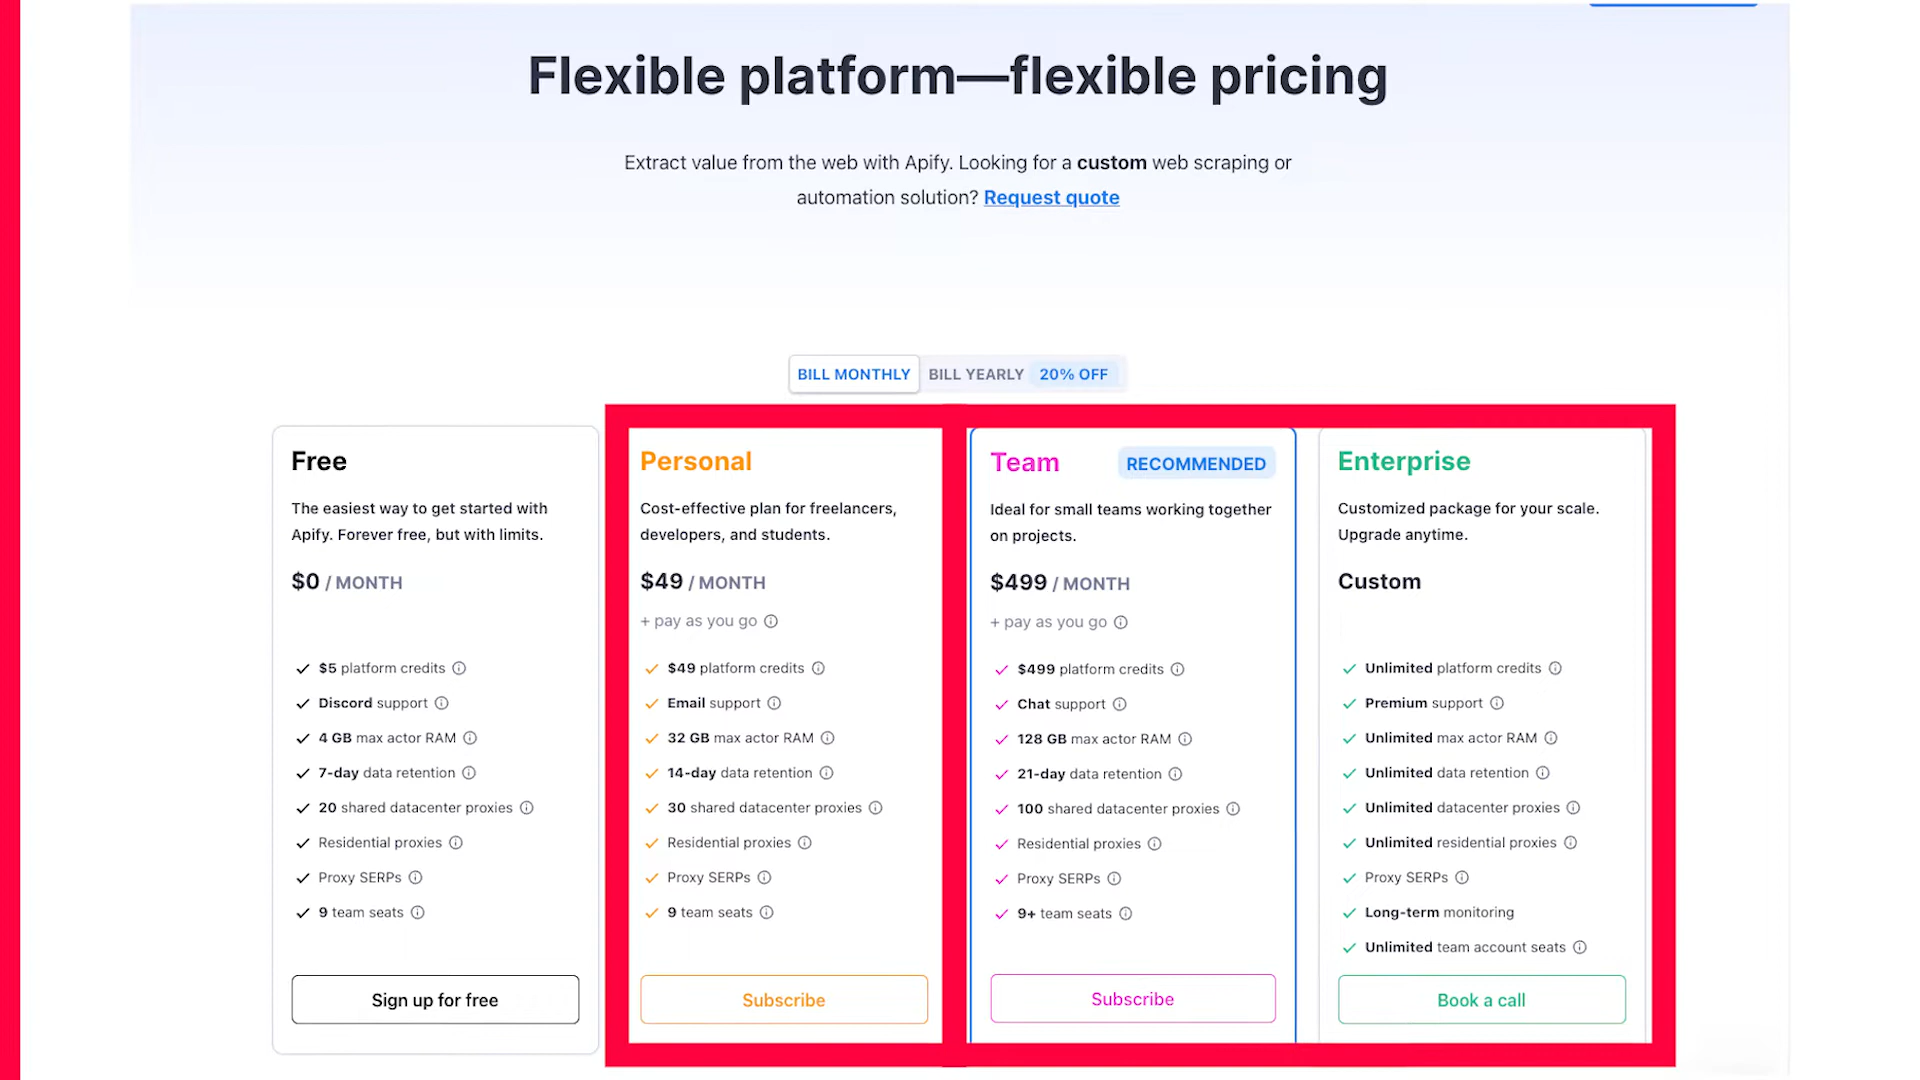 Flexible platform—flexible pricing
Extract value from the web with Apify. Looking for a custom web scraping or
automation solution? Request quote
BILL MONTHLY BILL YEARLY 20% OFF
Free
The easiest way to get started with
Apify. Forever free, but with limits.
$0 / MONTH
$5 platform credits
Discord support
4 GB max actor RAM
7-day data retention
20 shared datacenter proxies
Residential proxies
Proxy SERPs
9 team seats
Sign up for free
Personal
Cost-effective plan for freelancers,
developers, and students.
$49 / MONTH
+ pay as you go
$49 platform credits
Email support
32 GB max actor RAM
14-day data retention
30 shared datacenter proxies
Residential proxies
Proxy SERPs
9 team seats
Subscribe
Team RECOMMENDED
Ideal for small teams working together
on projects.
$499 / MONTH
+ pay as you go
$499 platform credits
Chat support
128 GB max actor RAM
21-day data retention
100 shared datacenter proxies
Residential proxies
Proxy SERPs
9+ team seats
Subscribe
Enterprise
Customized package for your scale.
Upgrade anytime.
Custom
Unlimited platform credits
Premium support
Unlimited max actor RAM
Unlimited data retention
Unlimited datacenter proxies
Unlimited residential proxies
Proxy SERPs
Long-term monitoring
Unlimited team account seats
Book a call